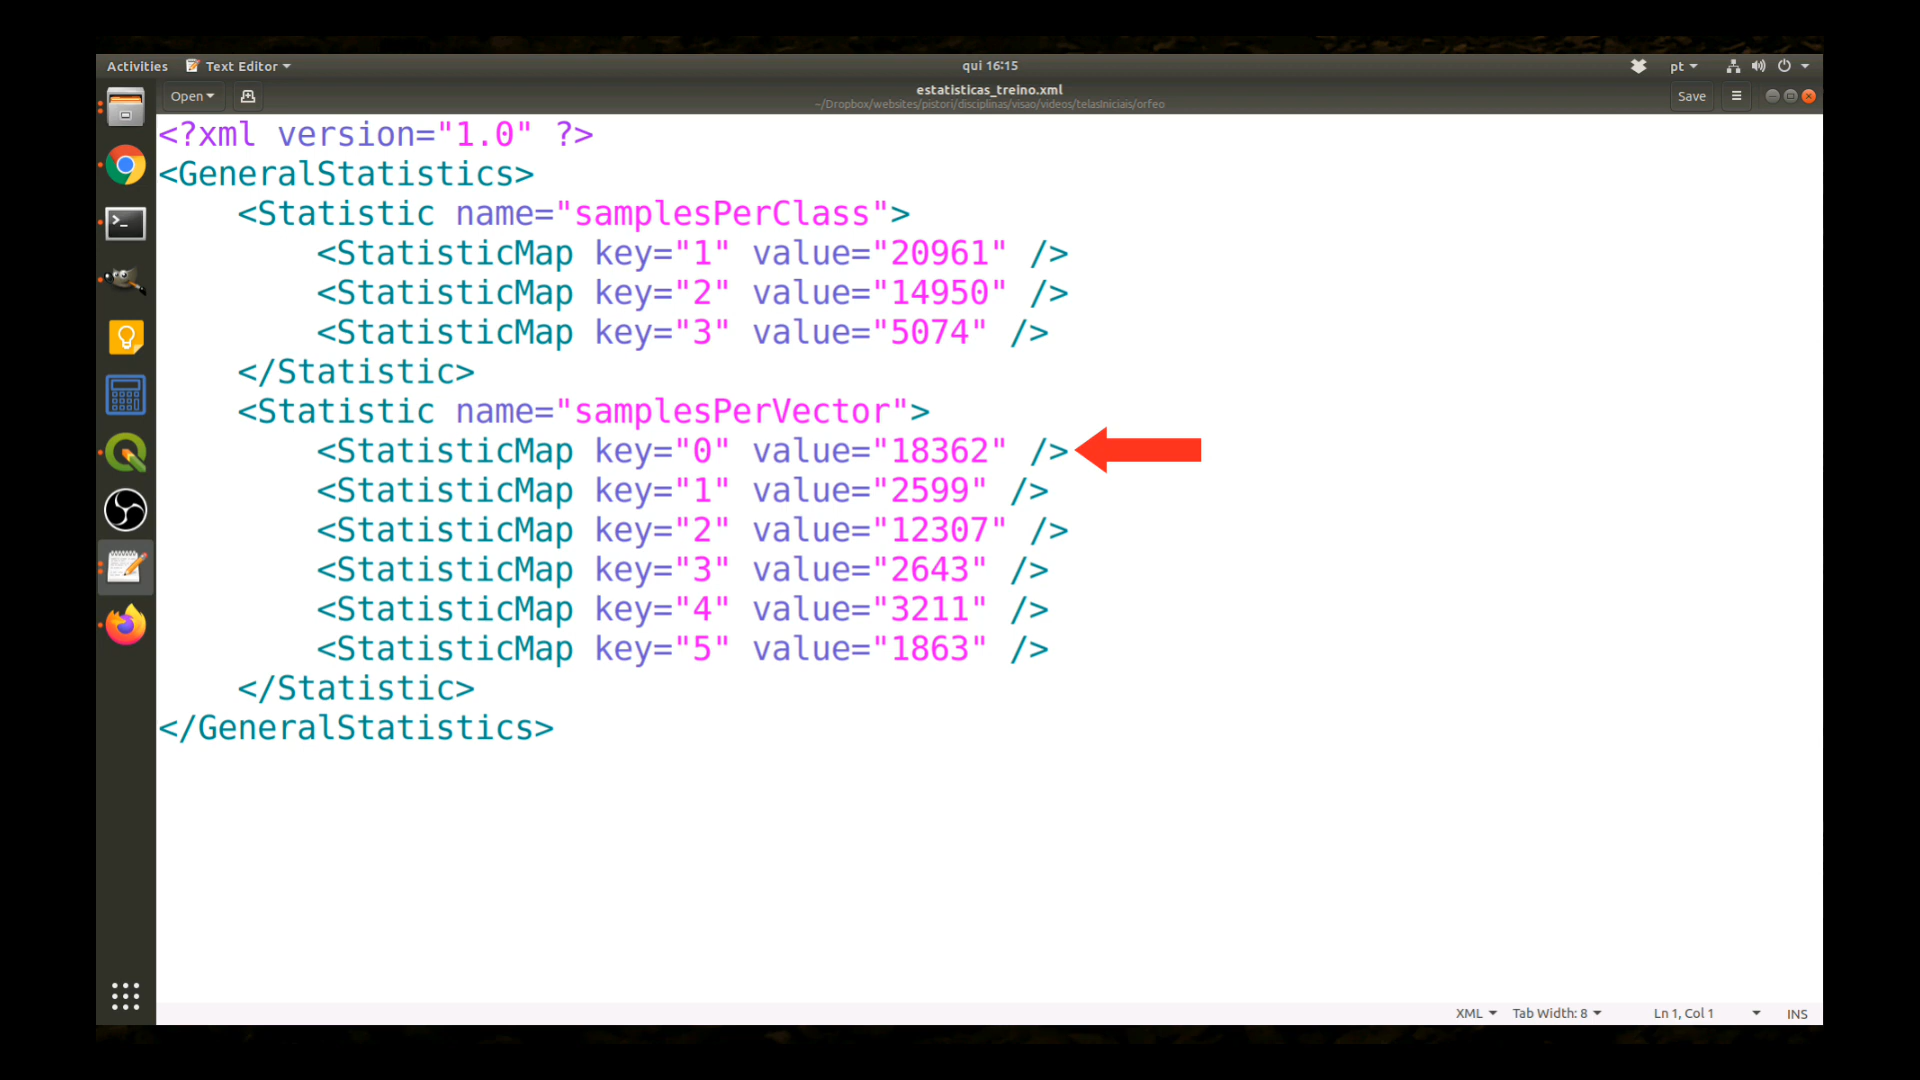 Activities Text Editor qui 16:15 pt
Open estatisticas_treino.xml Save
~/Dropbox/websites/pistori/disciplinas/visao/videos/telasIniciais/orfeo
<?xml version="1.0" ?>
<GeneralStatistics>
    <Statistic name="samplesPerClass">
        <StatisticMap key="1" value="20961" />
        <StatisticMap key="2" value="14950" />
        <StatisticMap key="3" value="5074" />
    </Statistic>
    <Statistic name="samplesPerVector">
        <StatisticMap key="0" value="18362" />
        <StatisticMap key="1" value="2599" />
        <StatisticMap key="2" value="12307" />
        <StatisticMap key="3" value="2643" />
        <StatisticMap key="4" value="3211" />
        <StatisticMap key="5" value="1863" />
    </Statistic>
</GeneralStatistics>
XML Tab Width: 8 Ln 1, Col 1 INS